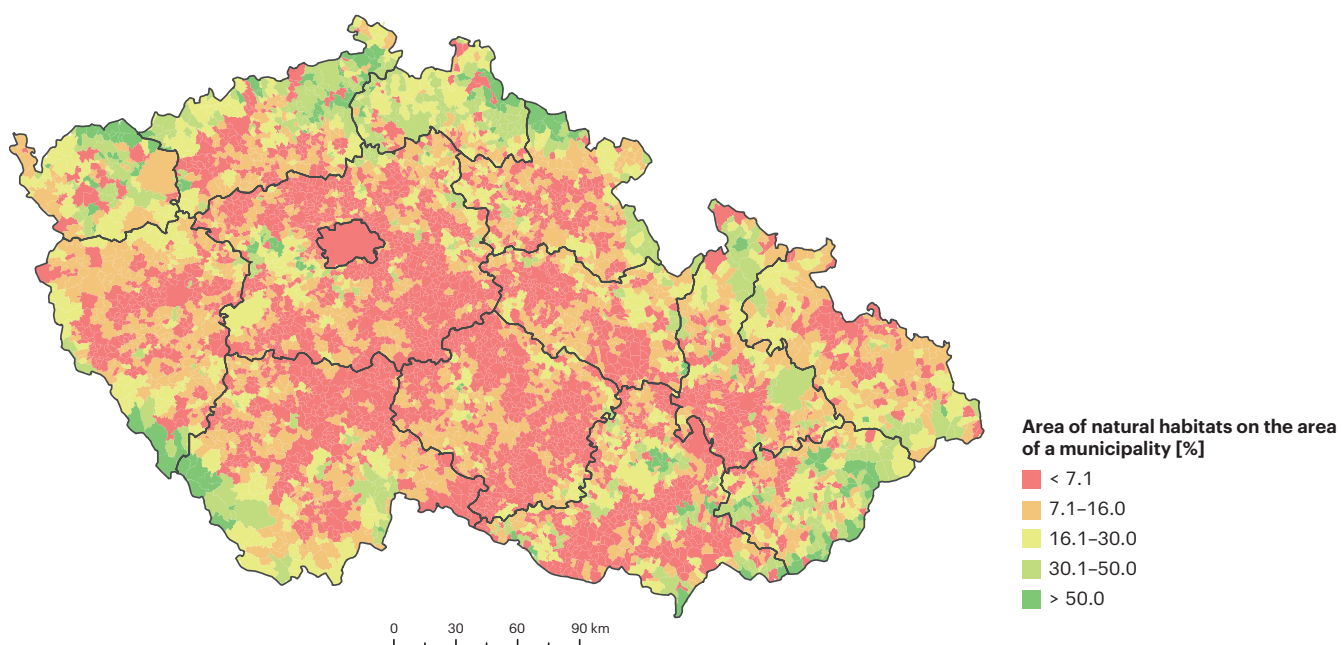 Area of natural habitats on the area
of a municipality [%]
< 7.1
7.1–16.0
16.1–30.0
30.1–50.0
> 50.0
0 30 60 90 km